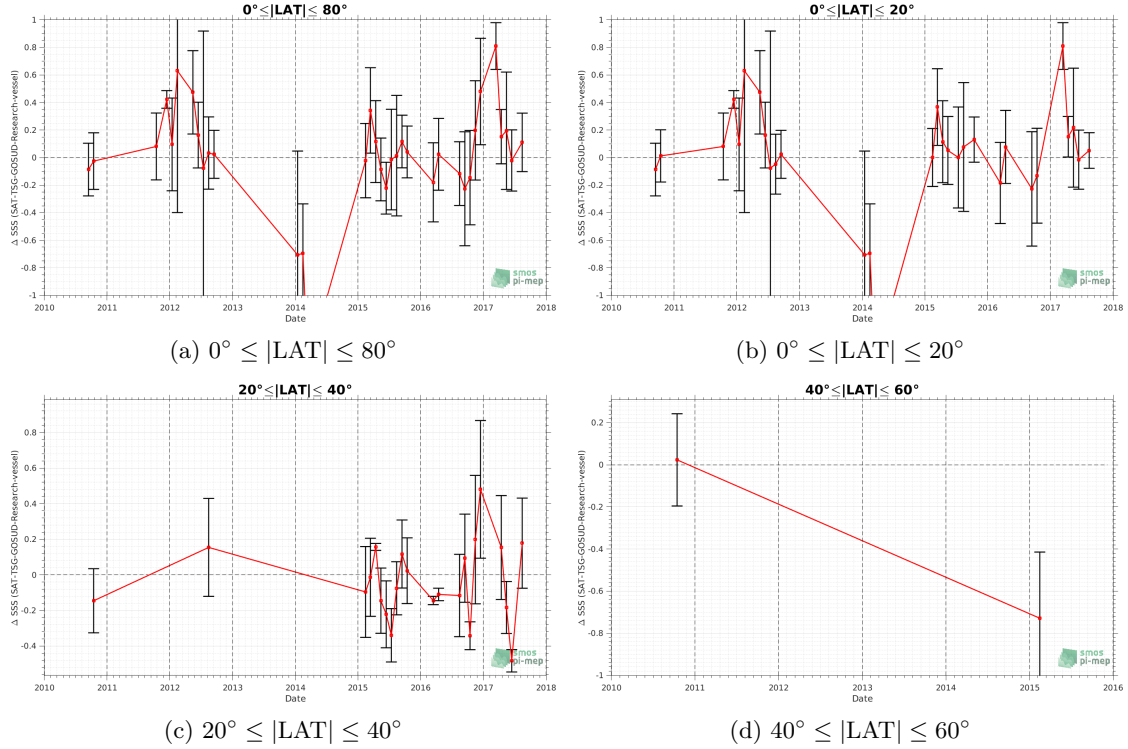 0°≤|LAT|≤ 80°
Δ SSS (SAT-TSG-GOSUD-Research-vessel)
1
0.8
0.6
0.4
0.2
0
-0.2
-0.4
-0.6
-0.8
-1
2010 2011 2012 2013 2014 2015 2016 2017 2018
Date
smos
pi-mep
(a) 0° ≤ |LAT| ≤ 80°
0°≤|LAT|≤ 20°
Δ SSS (SAT-TSG-GOSUD-Research-vessel)
1
0.8
0.6
0.4
0.2
0
-0.2
-0.4
-0.6
-0.8
-1
2010 2011 2012 2013 2014 2015 2016 2017 2018
Date
smos
pi-mep
(b) 0° ≤ |LAT| ≤ 20°
20°≤|LAT|≤ 40°
Δ SSS (SAT-TSG-GOSUD-Research-vessel)
0.8
0.6
0.4
0.2
0
-0.2
-0.4
2010 2011 2012 2013 2014 2015 2016 2017 2018
Date
smos
pi-mep
(c) 20° ≤ |LAT| ≤ 40°
40°≤|LAT|≤ 60°
Δ SSS (SAT-TSG-GOSUD-Research-vessel)
0.2
0
-0.2
-0.4
-0.6
-0.8
-1
2010 2011 2012 2013 2014 2015 2016
Date
smos
pi-mep
(d) 40° ≤ |LAT| ≤ 60°